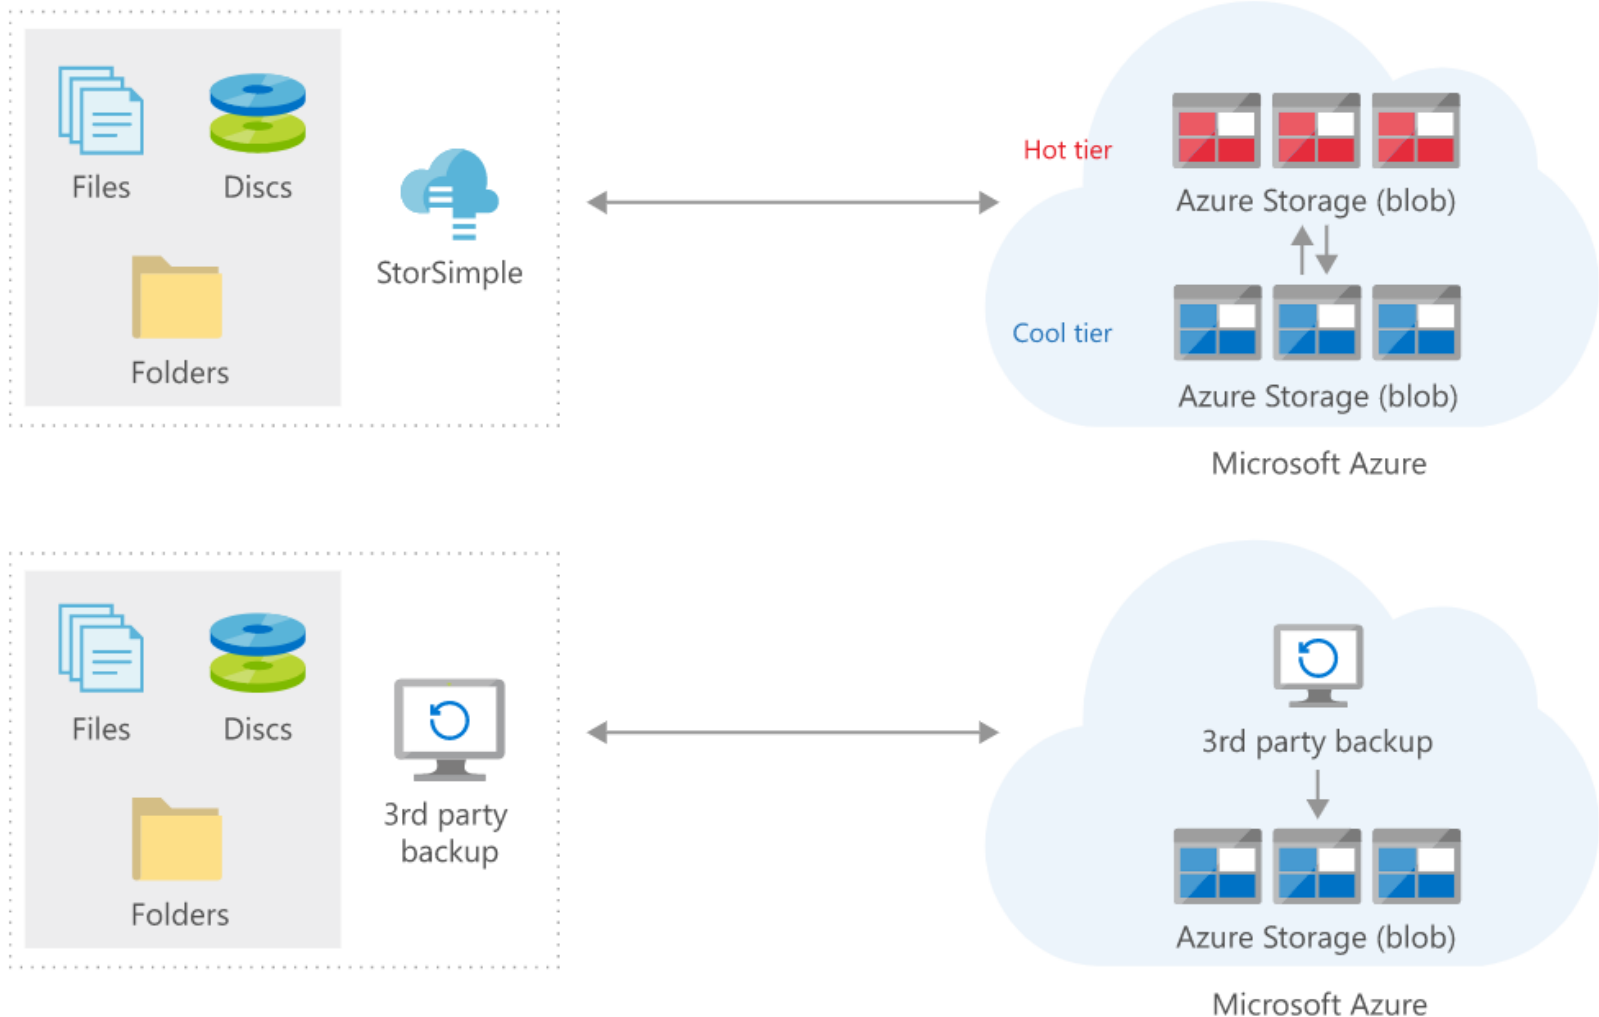 Files
Discs
Folders
StorSimple
Hot tier
Azure Storage (blob)
Cool tier
Azure Storage (blob)
Microsoft Azure
Files
Discs
Folders
3rd party
backup
3rd party backup
Azure Storage (blob)
Microsoft Azure